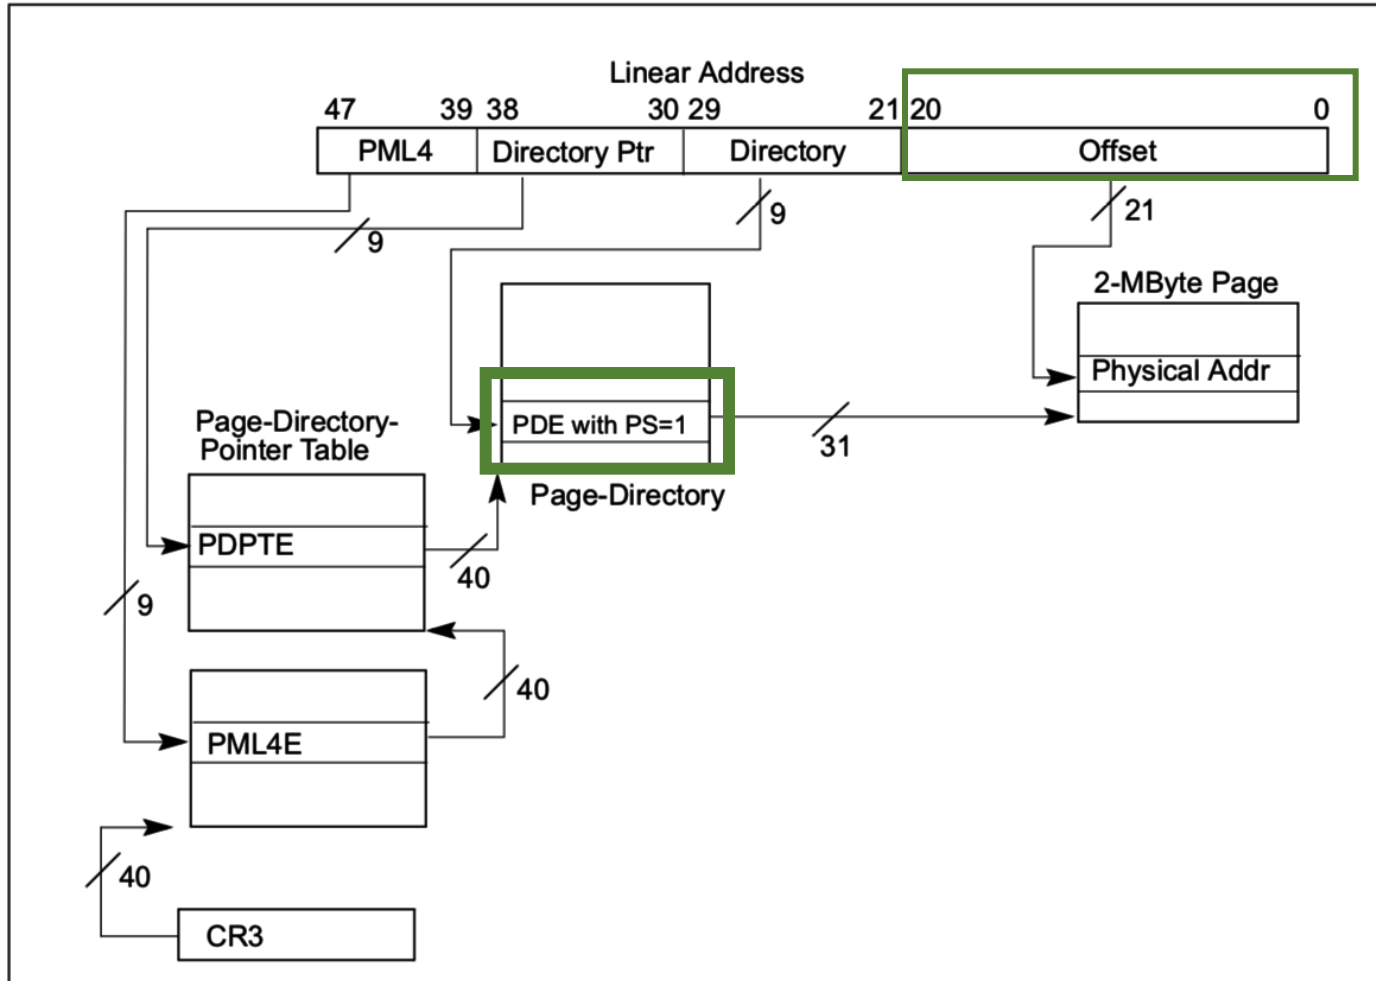 Linear Address
47 39 38 30 29 21 20 0
PML4 Directory Ptr Directory Offset
9
9
21
2-MByte Page
Physical Addr
PDE with PS=1
31
Page-Directory
Page-Directory-
Pointer Table
PDPTE
40
9
40
PML4E
40
CR3